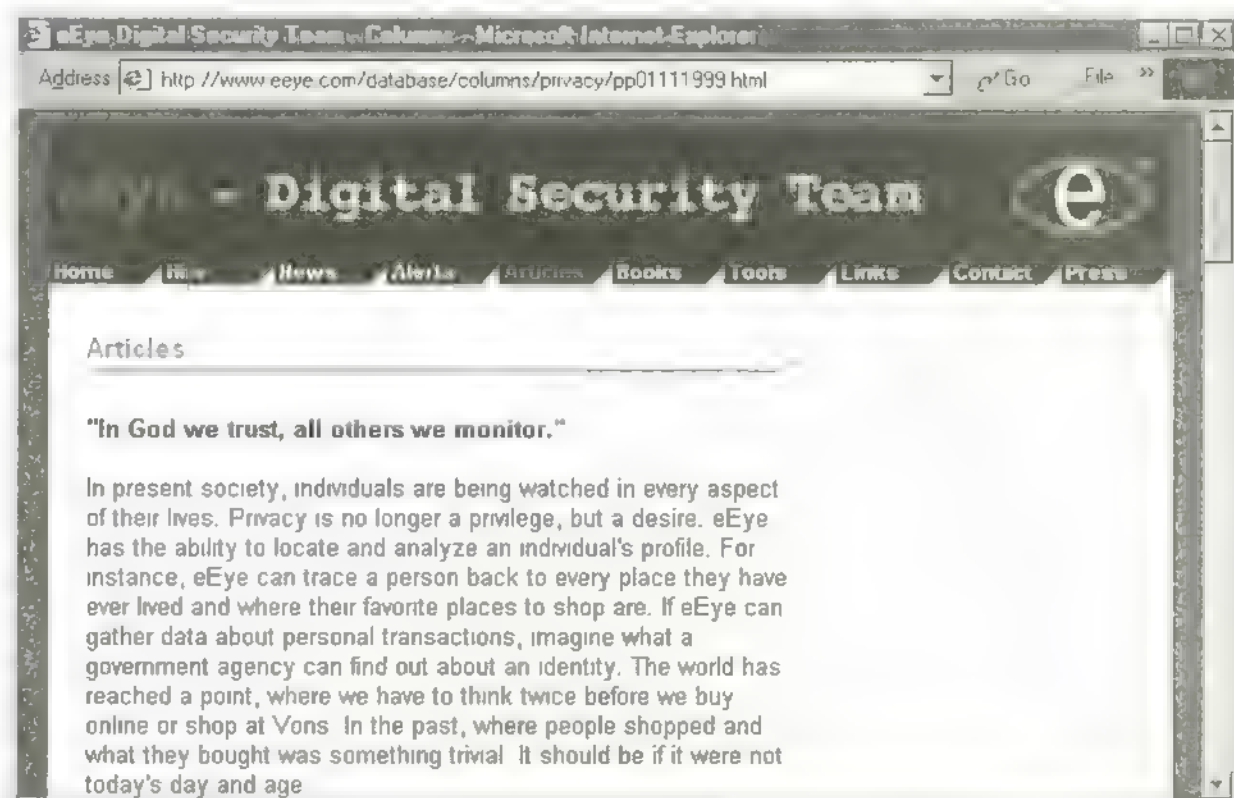 eEye Digital Security Team - Columns - Microsoft Internet Explorer
Address http //www eeye com/database/columns/privacy/pp01111999 html Go File »
- Digital Security Team e
Home News Alerts Articles Books Tools Links Contact Press
Articles
"In God we trust, all others we monitor."
In present society, individuals are being watched in every aspect
of their lives. Privacy is no longer a privilege, but a desire. eEye
has the ability to locate and analyze an individual's profile. For
instance, eEye can trace a person back to every place they have
ever lived and where their favorite places to shop are. If eEye can
gather data about personal transactions, imagine what a
government agency can find out about an identity. The world has
reached a point, where we have to think twice before we buy
online or shop at Vons In the past, where people shopped and
what they bought was something trivial It should be if it were not
today's day and age